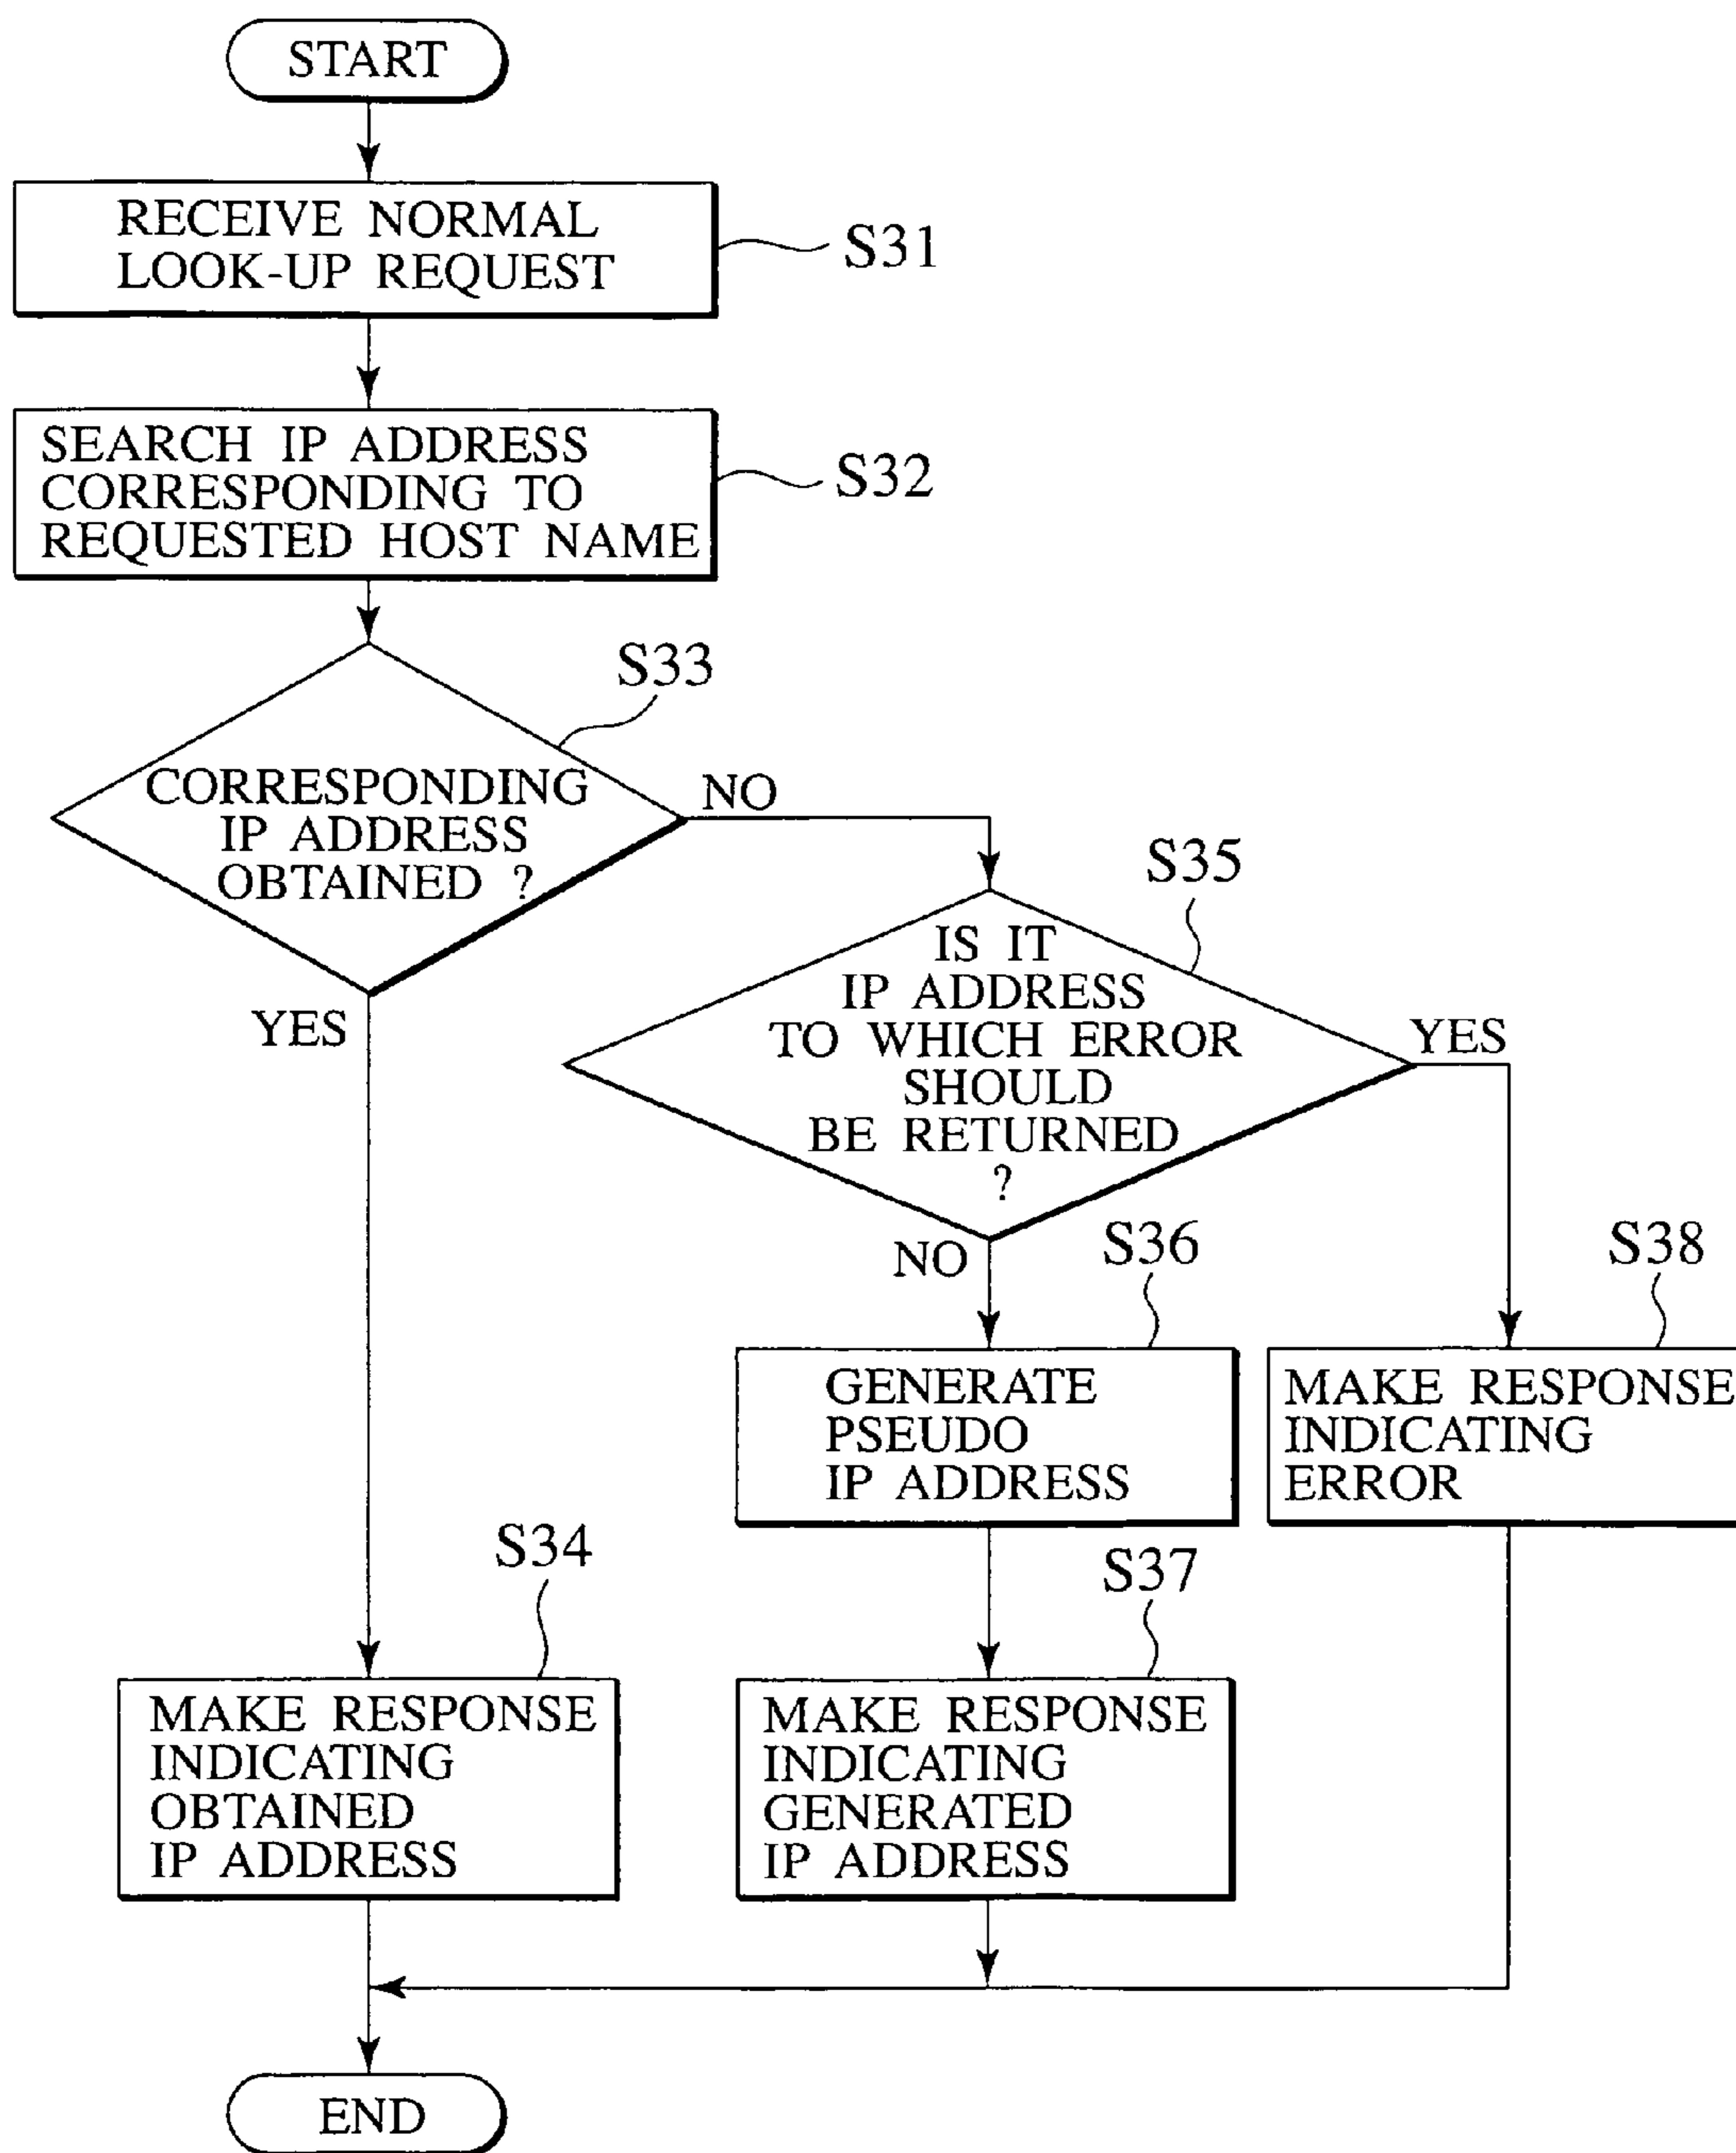 START
RECEIVE NORMAL
LOOK-UP REQUEST
S31
SEARCH IP ADDRESS
CORRESPONDING TO
REQUESTED HOST NAME
S32
S33
CORRESPONDING
IP ADDRESS
OBTAINED ?
NO
YES
S35
IS IT
IP ADDRESS
TO WHICH ERROR
SHOULD
BE RETURNED
?
YES
NO
S36
GENERATE
PSEUDO
IP ADDRESS
S38
MAKE RESPONSE
INDICATING
ERROR
S34
MAKE RESPONSE
INDICATING
OBTAINED
IP ADDRESS
S37
MAKE RESPONSE
INDICATING
GENERATED
IP ADDRESS
END